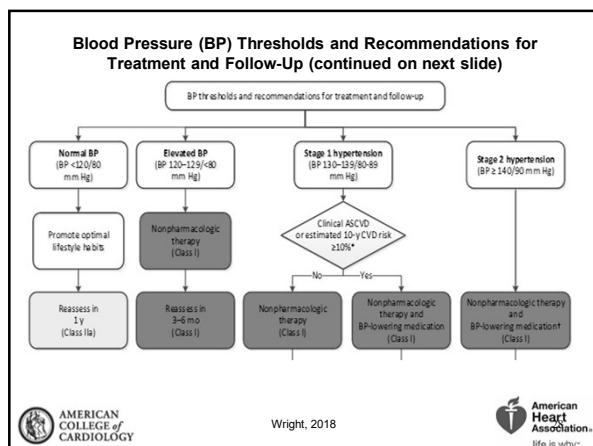 Blood Pressure (BP) Thresholds and Recommendations for
Treatment and Follow-Up (continued on next slide)
BP thresholds and recommendations for treatment and follow-up
Normal BP
(BP <120/80
mm Hg)
Elevated BP
(BP 120–129/<80
mm Hg)
Stage 1 hypertension
(BP 130–139/80-89
mm Hg)
Stage 2 hypertension
(BP ≥ 140/90 mm Hg)
Promote optimal
lifestyle habits
Nonpharmacologic
therapy
(Class I)
Clinical ASCVD
or estimated 10-y CVD risk
≥10%*
No
Yes
Reassess in
1 y
(Class IIa)
Reassess in
3–6 mo
(Class I)
Nonpharmacologic
therapy
(Class I)
Nonpharmacologic
therapy and
BP-lowering medication
(Class I)
Nonpharmacologic therapy
and
BP-lowering medication†
(Class I)
AMERICAN
COLLEGE of
CARDIOLOGY
Wright, 2018
American
Heart
Association®
life is why™